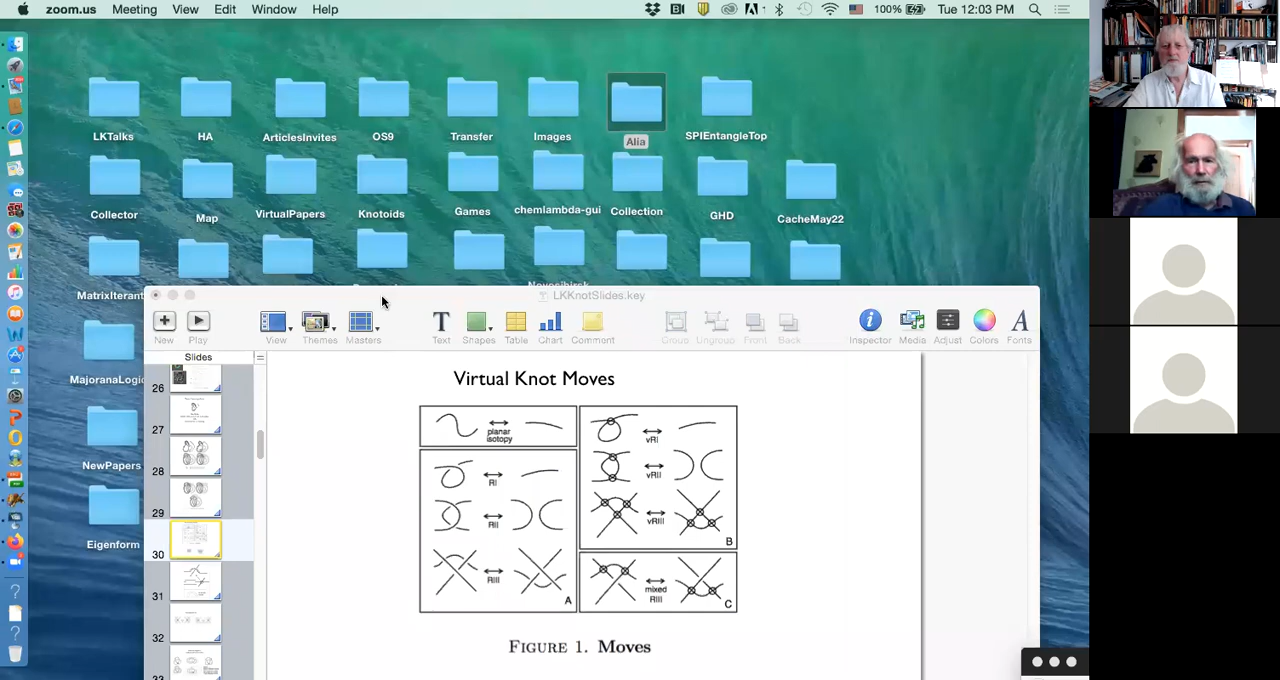 zoom.us Meeting View Edit Window Help 100% Tue 12:03 PM
LKTalks HA ArticlesInvites OS9 Transfer Images Alia SPIEntangleTop
Collector Map VirtualPapers Knotoids Games chemlambda-gui Collection GHD CacheMay22
MatrixIterant
MajoranaLogic
NewPapers
Eigenform
LKKnotSlides.key
New Play View Themes Masters Text Shapes Table Chart Comment Group Ungroup Front Back Inspector Media Adjust Colors Fonts
Slides
26
27
28
29
30
31
32
33
Virtual Knot Moves
planar
isotopy
RI
RII
RIII
A
vRI
vRII
vRIII
B
mixed
RIII
C
FIGURE 1. Moves